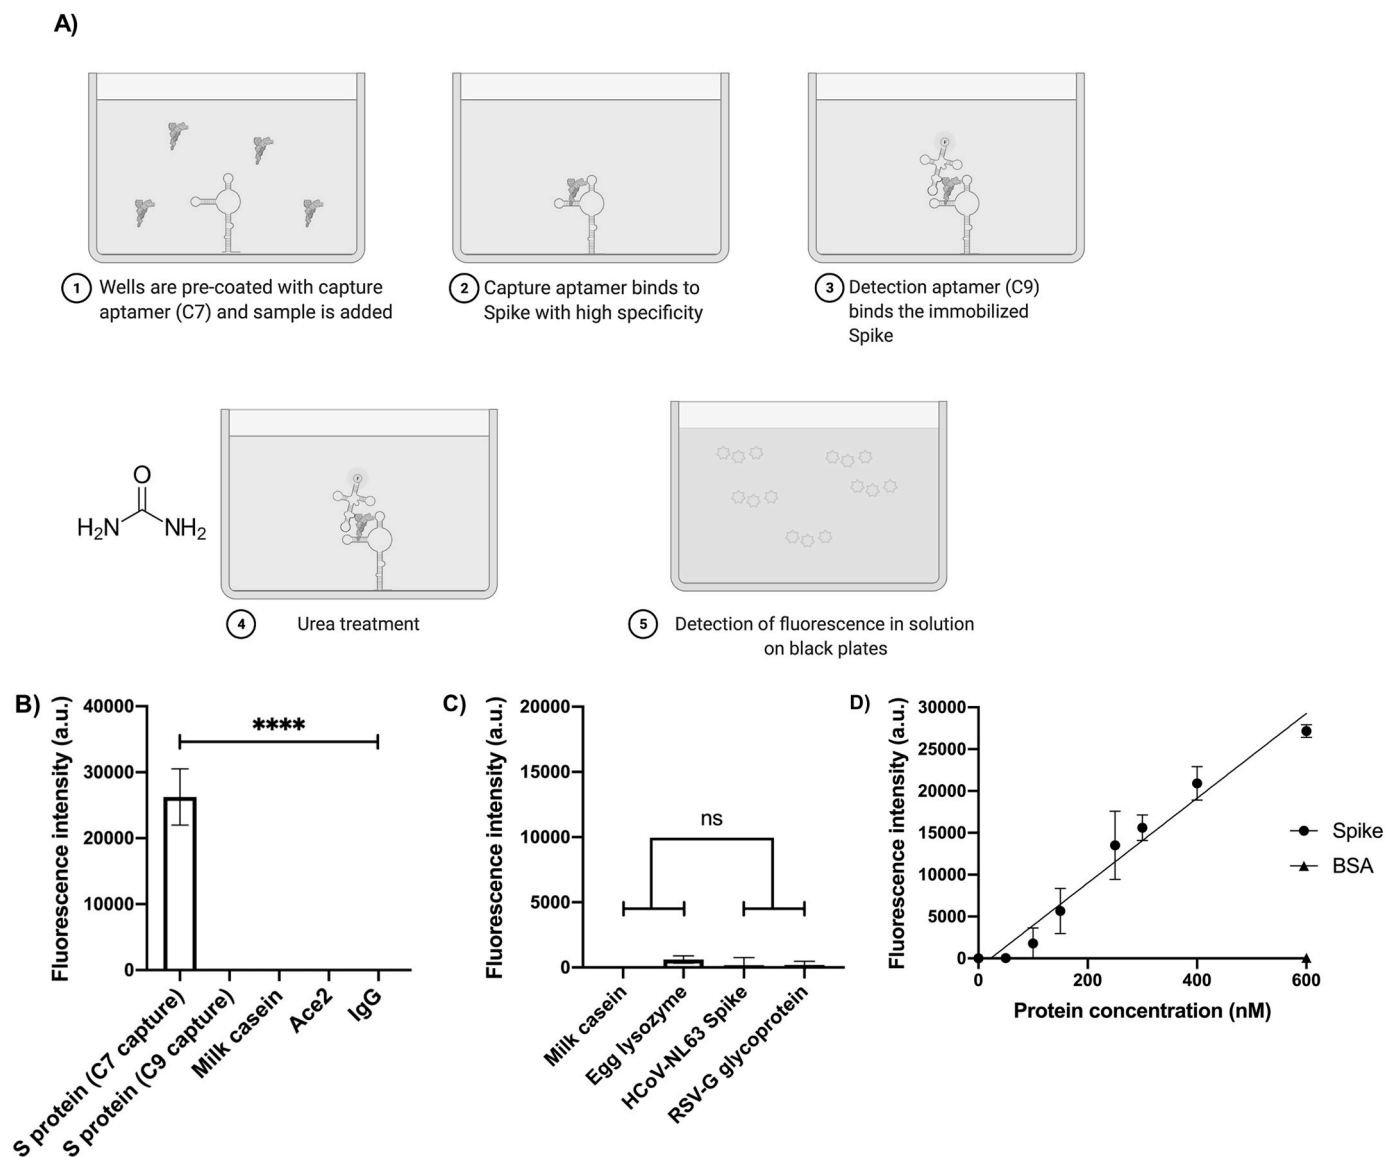 A)
1 Wells are pre-coated with capture
aptamer (C7) and sample is added
2 Capture aptamer binds to
Spike with high specificity
3 Detection aptamer (C9)
binds the immobilized
Spike
O
H2N NH2
4 Urea treatment
5 Detection of fluorescence in solution
on black plates
B)
Fluorescence intensity (a.u.)
40000
30000
20000
10000
0
****
S protein (C7 capture)
S protein (C9 capture)
Milk casein
Ace2
IgG
C)
Fluorescence intensity (a.u.)
20000
15000
10000
5000
0
ns
Milk casein
Egg lysozyme
HCoV-NL63 Spike
RSV-G glycoprotein
D)
Fluorescence intensity (a.u.)
30000
25000
20000
15000
10000
5000
0
0 200 400 600
Protein concentration (nM)
Spike
BSA